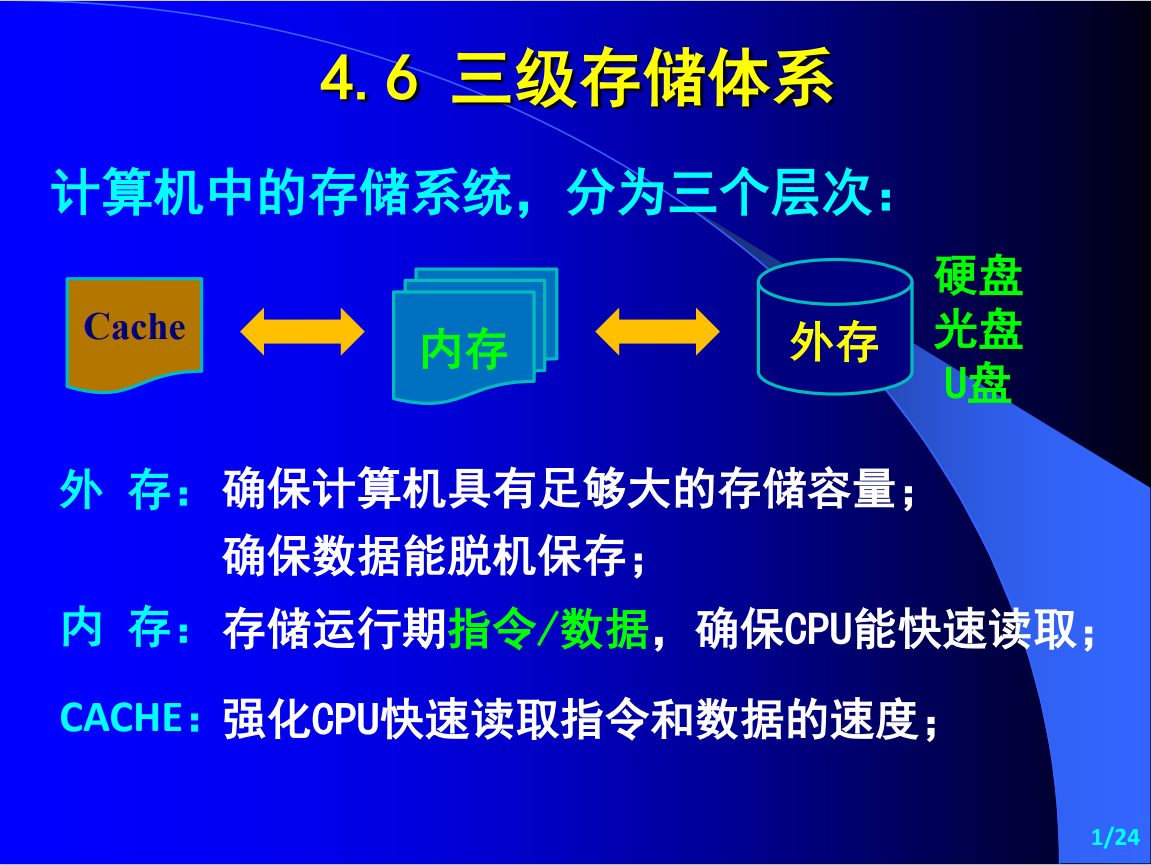 4.6 三级存储体系
计算机中的存储系统，分为三个层次：
Cache
内存
外存
硬盘
光盘
U盘
外 存：确保计算机具有足够大的存储容量；
确保数据能脱机保存；
内 存：存储运行期指令/数据，确保CPU能快速读取；
CACHE：强化CPU快速读取指令和数据的速度；
1/24